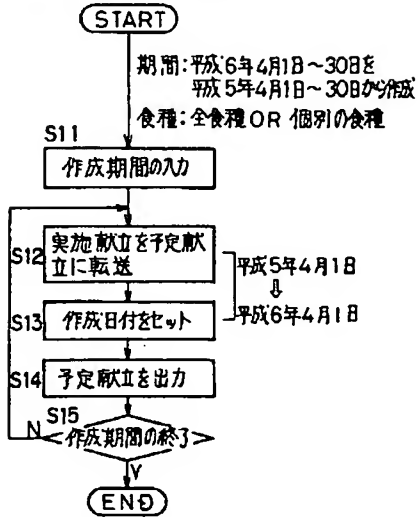 START
期間:平成6年4月1日~30日を
平成5年4月1日~30日から作成
食種:全食種OR 個別の食種
S11
作成期間の入力
S12
実施献立を予定献
立に転送
平成5年4月1日
⇩
平成6年4月1日
S13
作成日付をセット
S14
予定献立を出力
S15
N
作成期間の終了
Y
END